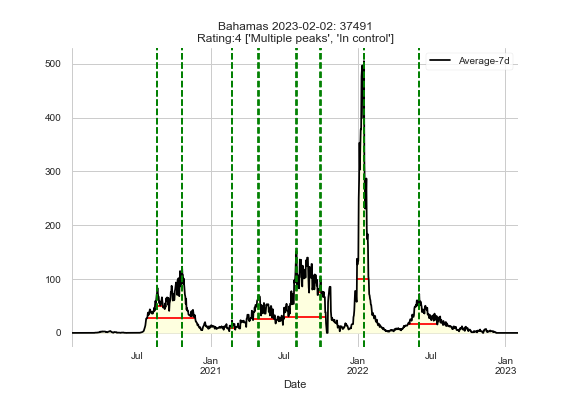 Bahamas 2023-02-02: 37491
Rating:4 ['Multiple peaks', 'In control']
Average-7d
500
400
300
200
100
0
Jul
Jan
2021
Jul
Jan
2022
Jul
Jan
2023
Date